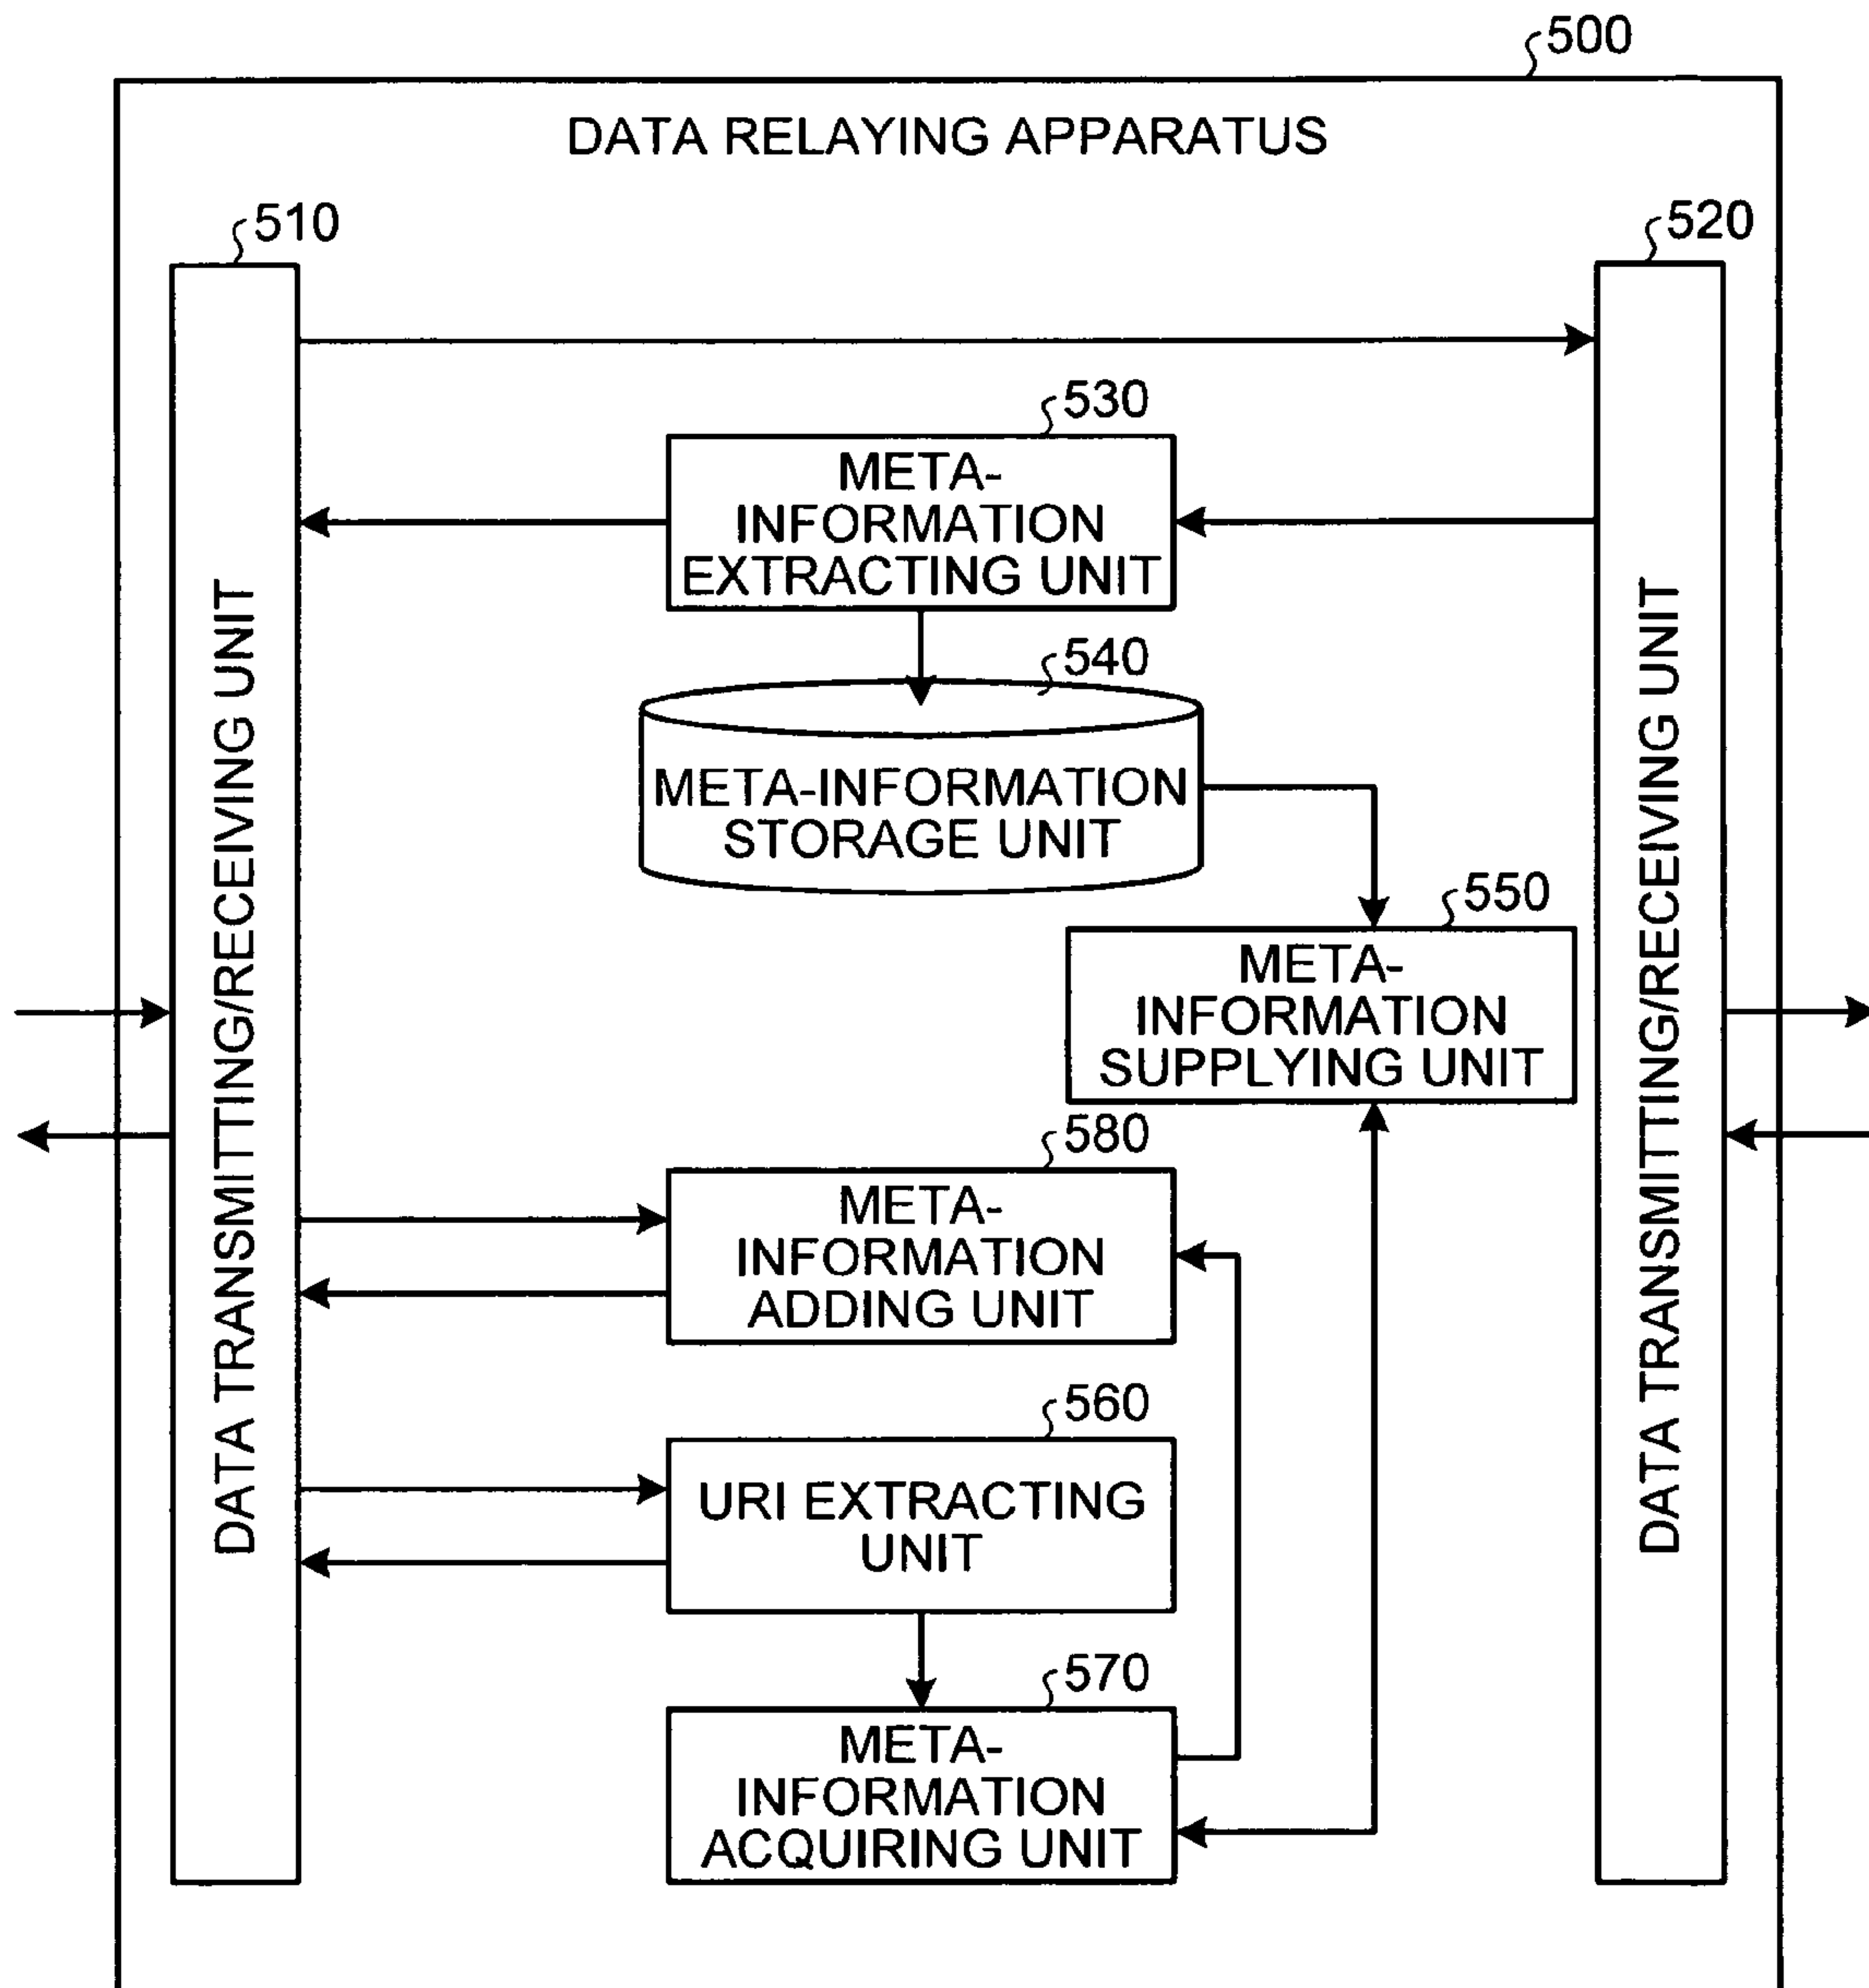 500
DATA RELAYING APPARATUS
510
520
DATA TRANSMITTING/RECEIVING UNIT
DATA TRANSMITTING/RECEIVING UNIT
530
META-
INFORMATION
EXTRACTING UNIT
540
META-INFORMATION
STORAGE UNIT
550
META-
INFORMATION
SUPPLYING UNIT
580
META-
INFORMATION
ADDING UNIT
560
URI EXTRACTING
UNIT
570
META-
INFORMATION
ACQUIRING UNIT